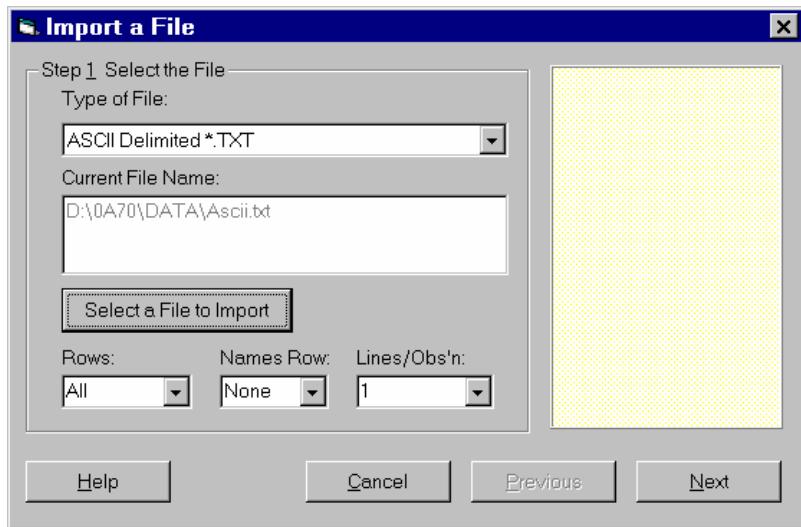 Import a File
Step 1 Select the File
Type of File:
ASCII Delimited *.TXT
Current File Name:
D:\0A70\DATA\Ascii.txt
Select a File to Import
Rows: Names Row: Lines/Obs'n:
All None 1
Help Cancel Previous Next